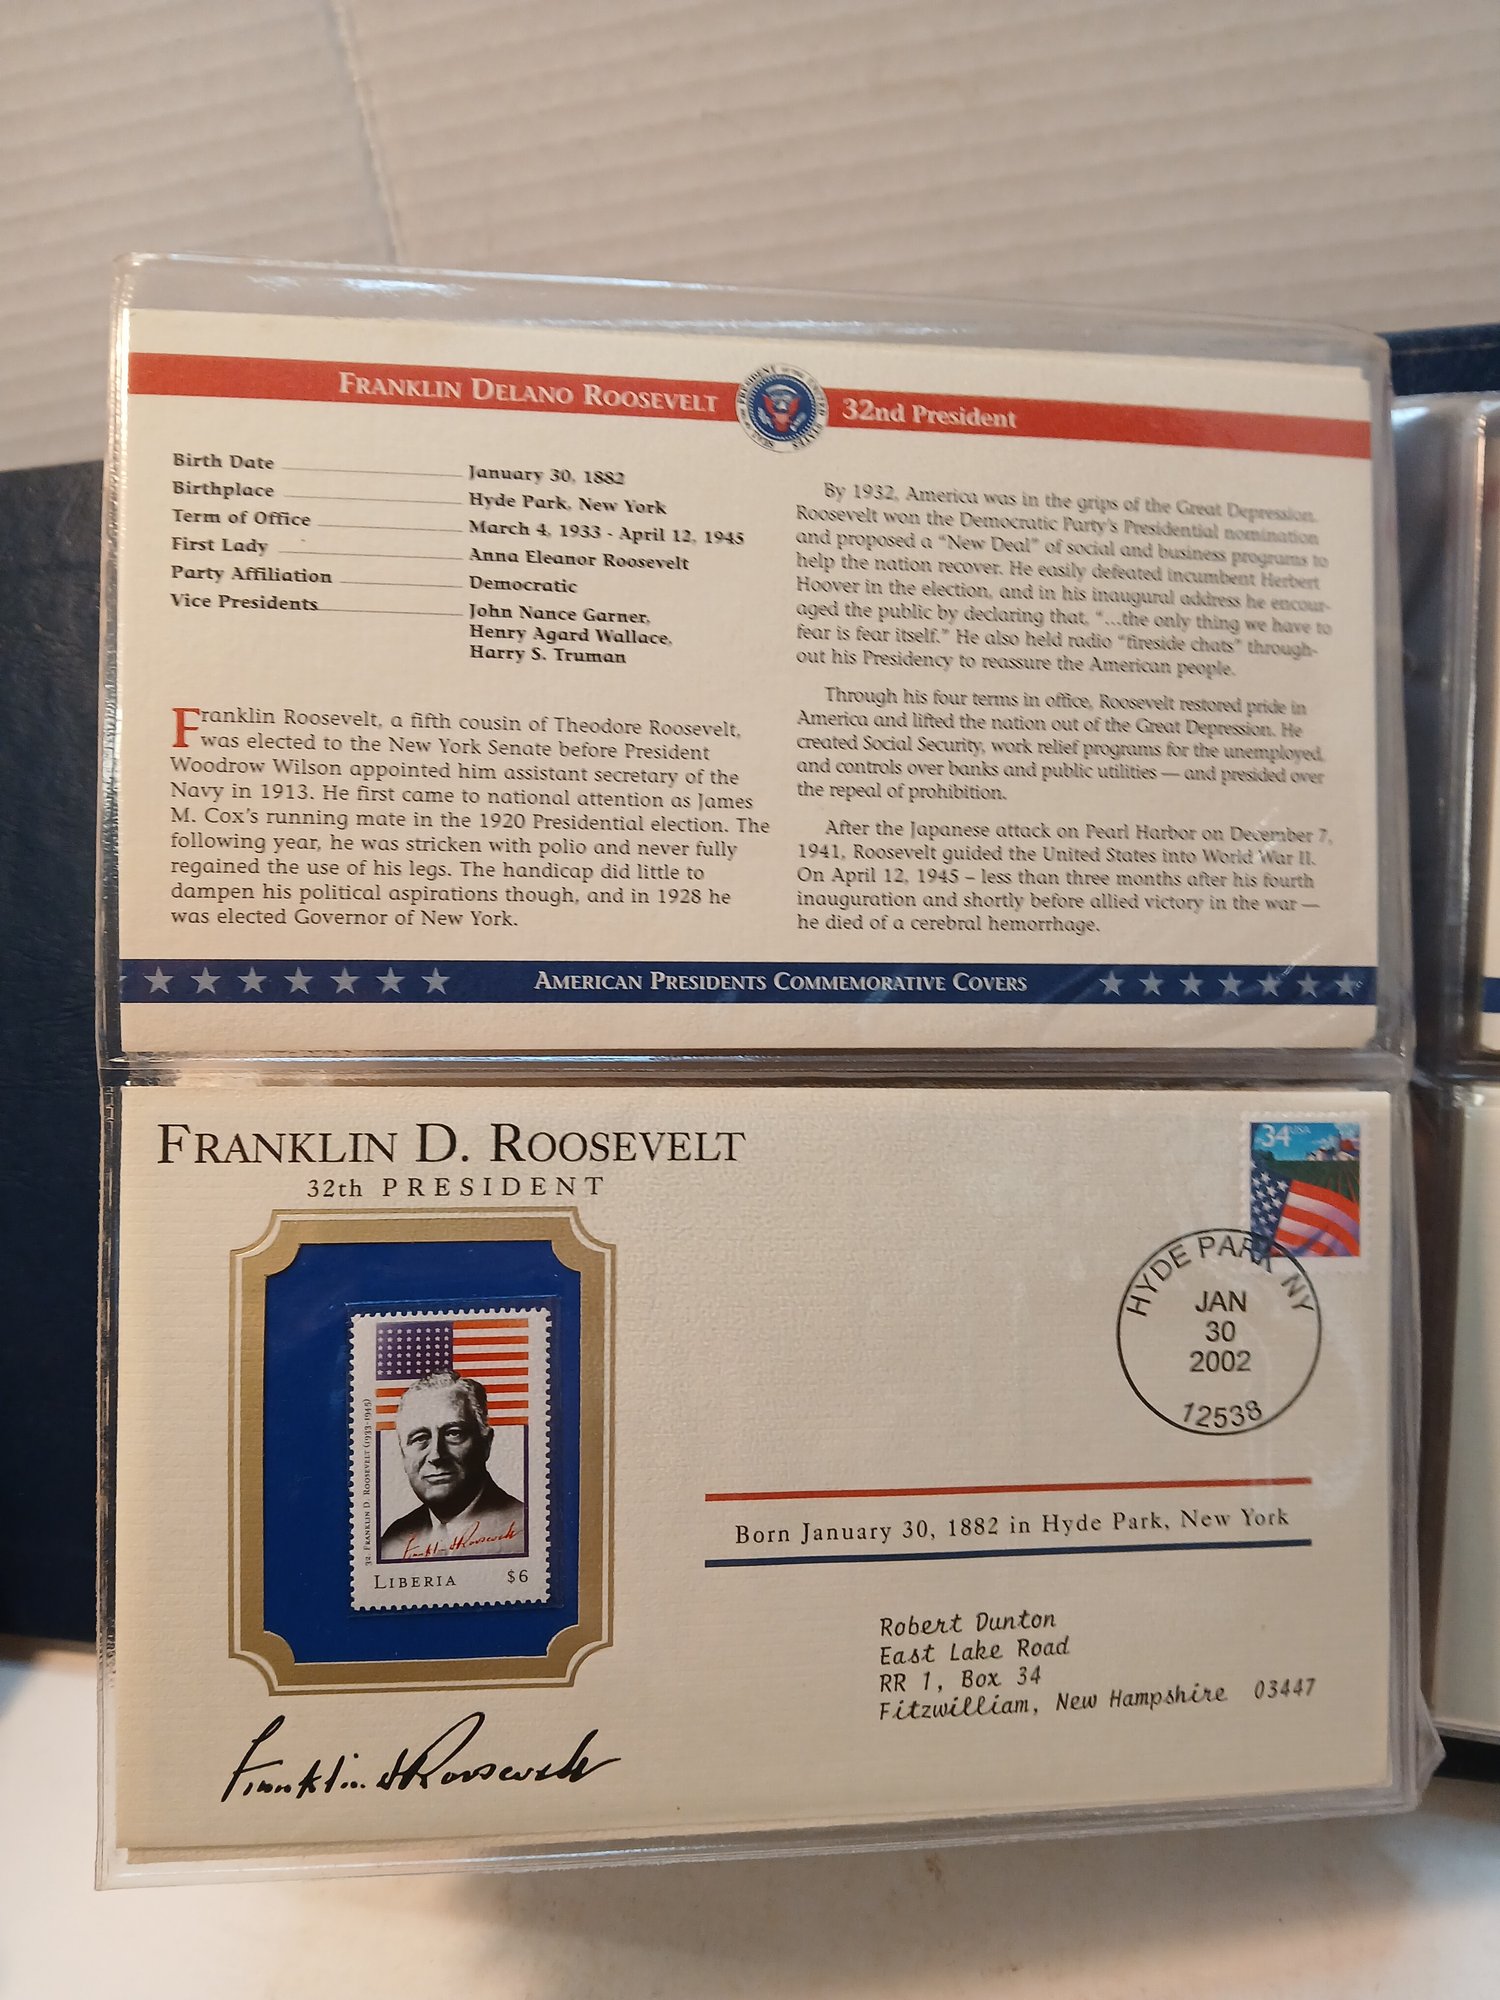 FRANKLIN DELANO ROOSEVELT
32nd President
Birth Date January 30, 1882
Birthplace Hyde Park, New York
Term of Office March 4, 1933 - April 12, 1945
First Lady Anna Eleanor Roosevelt
Party Affiliation Democratic
Vice Presidents John Nance Garner,
Henry Agard Wallace,
Harry S. Truman
Franklin Roosevelt, a fifth cousin of Theodore Roosevelt,
was elected to the New York Senate before President
Woodrow Wilson appointed him assistant secretary of the
Navy in 1913. He first came to national attention as James
M. Cox's running mate in the 1920 Presidential election. The
following year, he was stricken with polio and never fully
regained the use of his legs. The handicap did little to
dampen his political aspirations though, and in 1928 he
was elected Governor of New York.
By 1932, America was in the grips of the Great Depression.
Roosevelt won the Democratic Party's Presidential nomination
and proposed a "New Deal" of social and business programs to
help the nation recover. He easily defeated incumbent Herbert
Hoover in the election, and in his inaugural address he encour-
aged the public by declaring that, "...the only thing we have to
fear is fear itself." He also held radio "fireside chats" through-
out his Presidency to reassure the American people.
Through his four terms in office, Roosevelt restored pride in
America and lifted the nation out of the Great Depression. He
created Social Security, work relief programs for the unemployed,
and controls over banks and public utilities — and presided over
the repeal of prohibition.
After the Japanese attack on Pearl Harbor on December 7,
1941, Roosevelt guided the United States into World War II.
On April 12, 1945 – less than three months after his fourth
inauguration and shortly before allied victory in the war —
he died of a cerebral hemorrhage.
AMERICAN PRESIDENTS COMMEMORATIVE COVERS
FRANKLIN D. ROOSEVELT
32th PRESIDENT
34 USA
HYDE PARK NY
JAN
30
2002
12538
32. FRANKLIN D. ROOSEVELT (1933-1945)
Franklin D Roosevelt
LIBERIA $6
Born January 30, 1882 in Hyde Park, New York
Robert Dunton
East Lake Road
RR 1, Box 34
Fitzwilliam, New Hampshire 03447
Franklin D Roosevelt